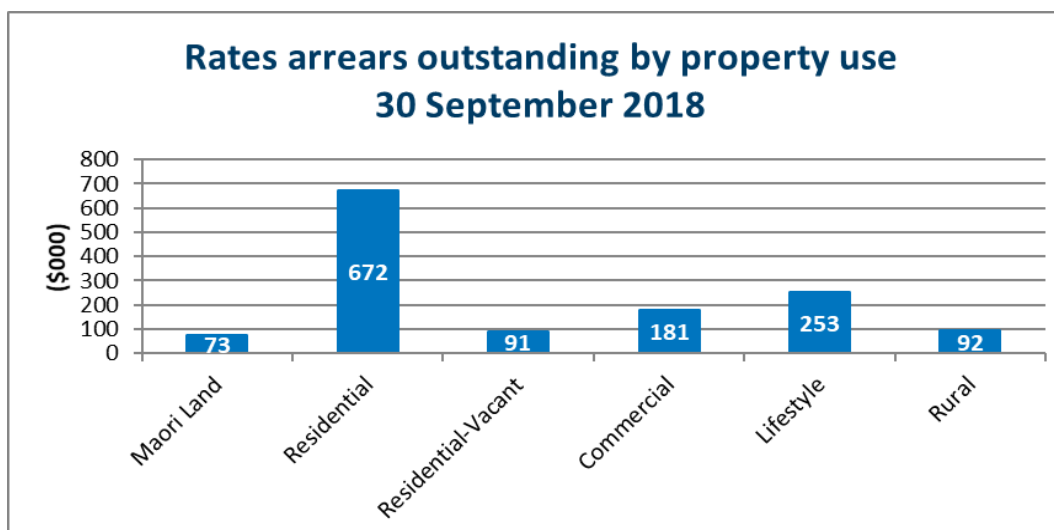 Rates arrears outstanding by property use
30 September 2018
($000)
800
700
600
500
400
300
200
100
0
73
672
91
181
253
92
Maori Land
Residential
Residential-Vacant
Commercial
Lifestyle
Rural